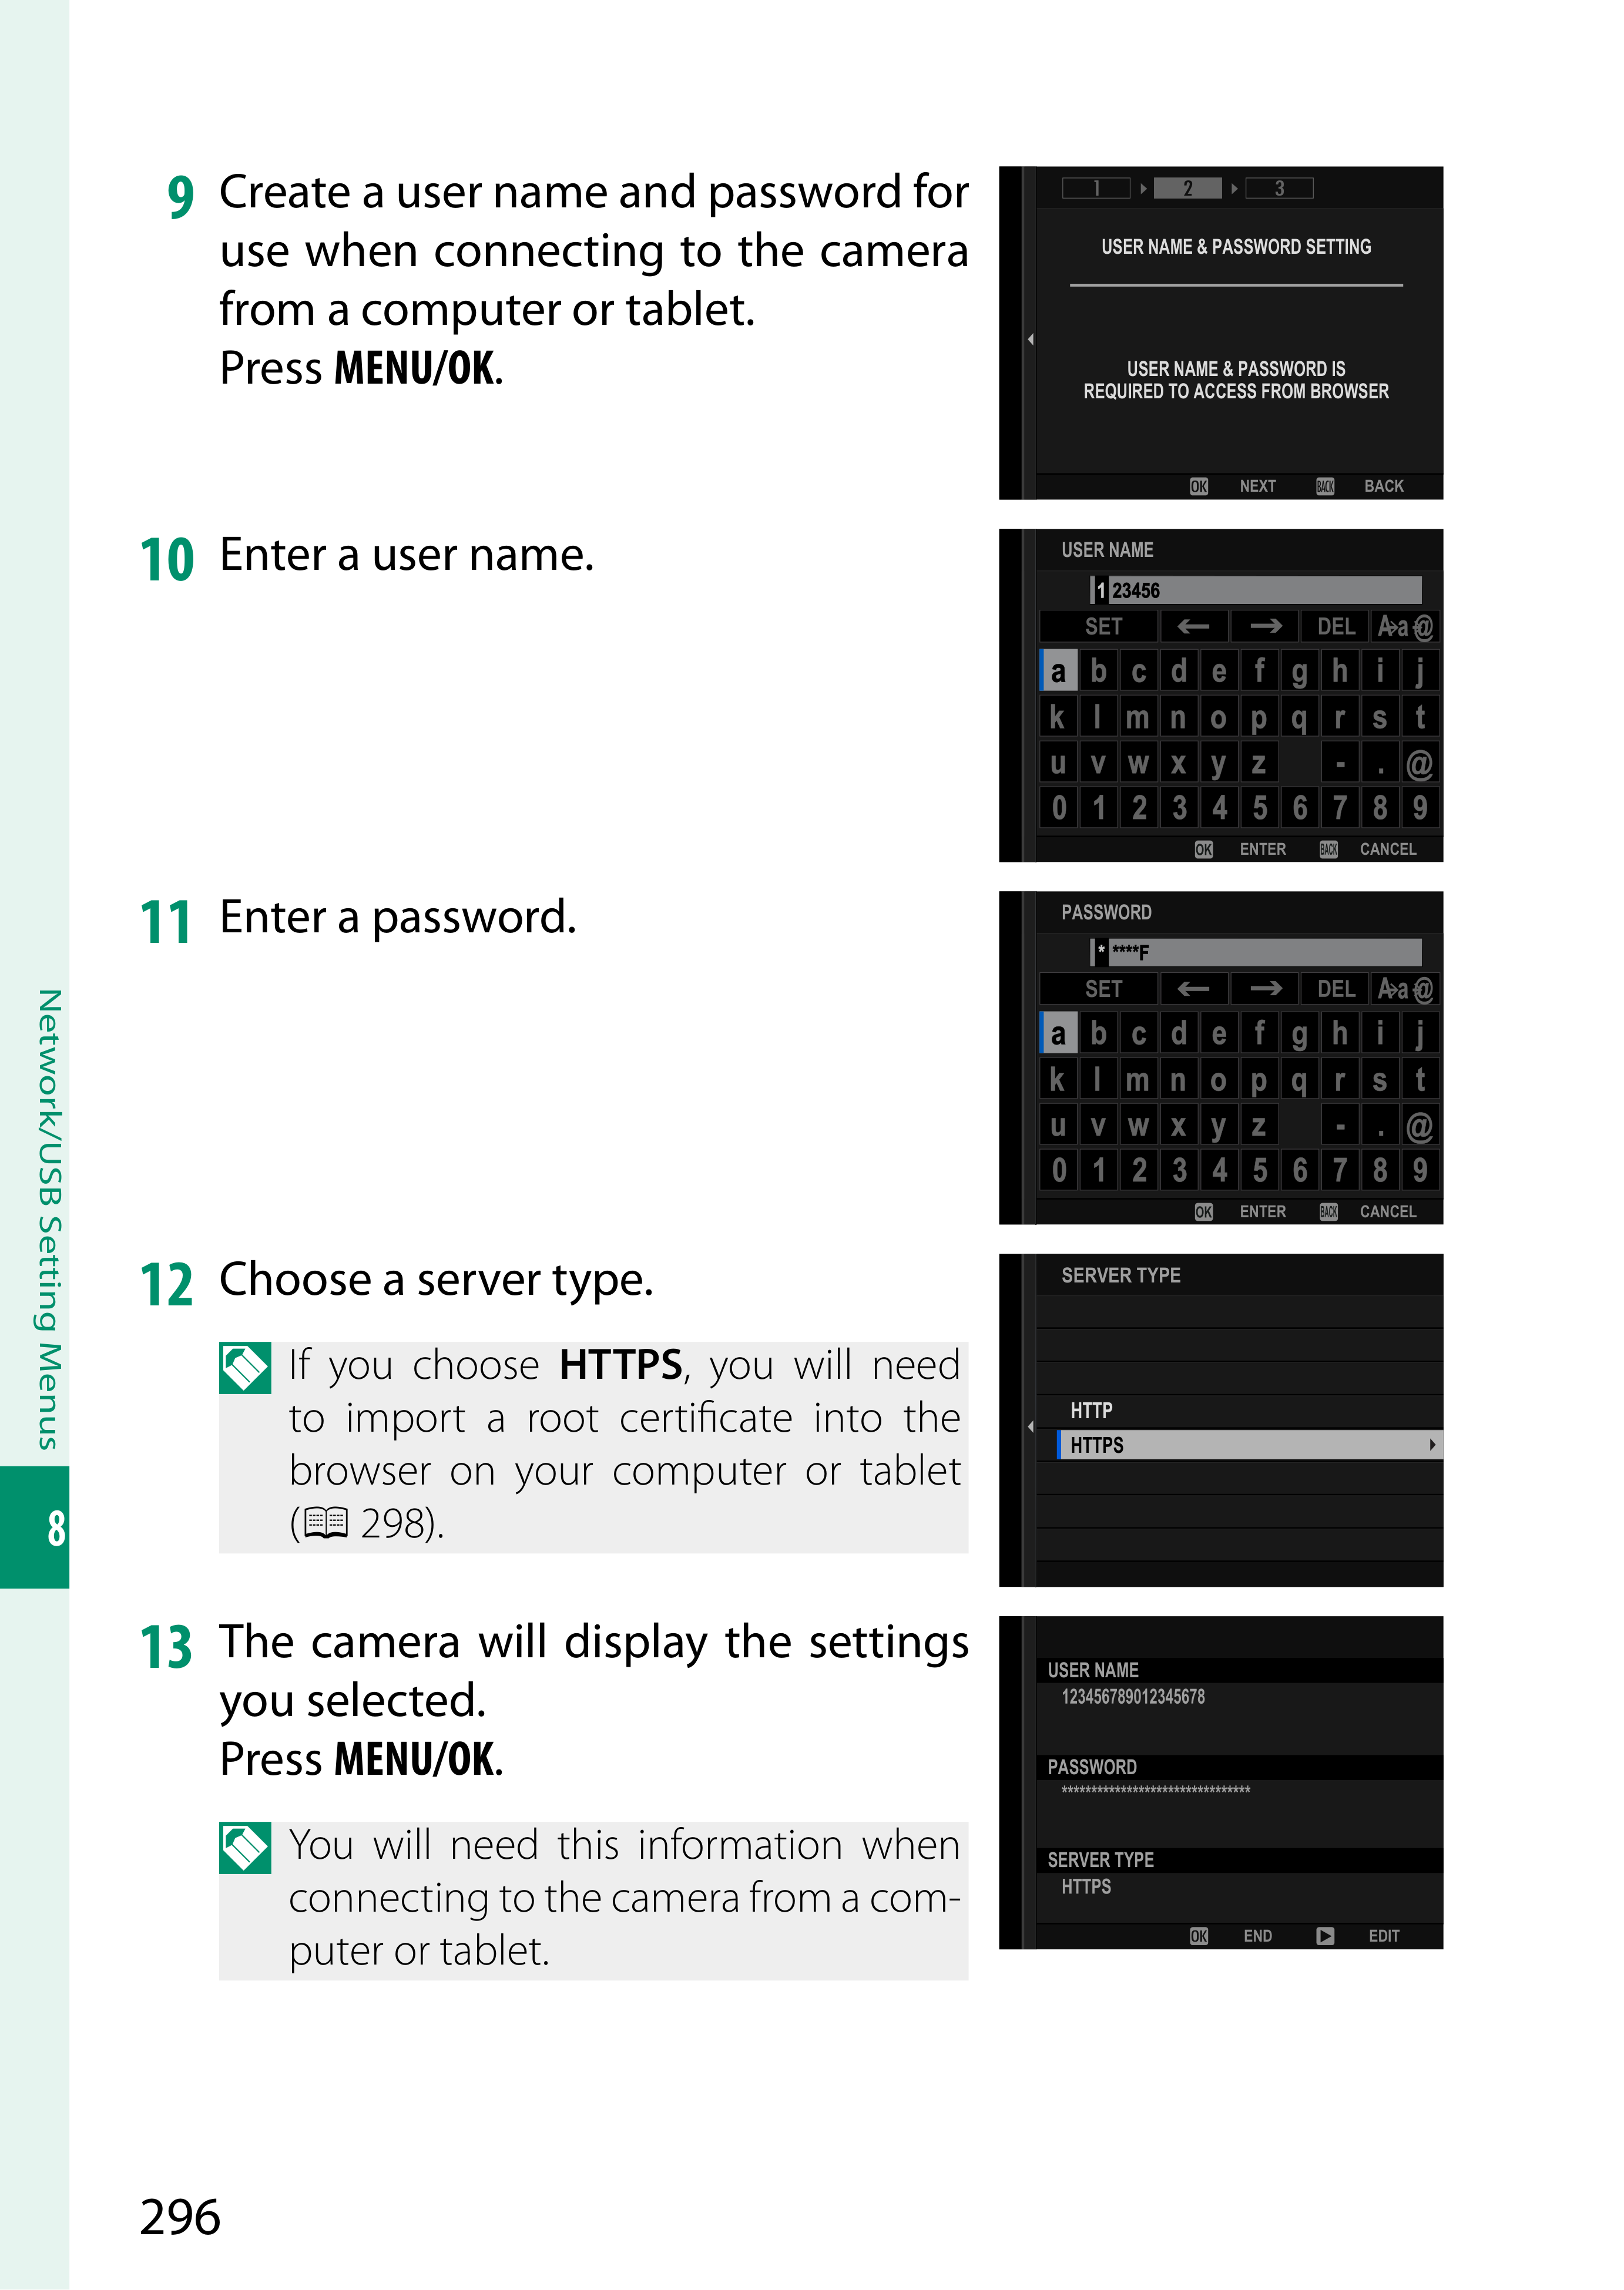 9 Create a user name and password for
use when connecting to the camera
from a computer or tablet.
Press MENU/OK.
1 2 3
USER NAME & PASSWORD SETTING
USER NAME & PASSWORD IS
REQUIRED TO ACCESS FROM BROWSER
OK NEXT BACK BACK
10 Enter a user name.
USER NAME
123456
SET ← → DEL A→a→@
a b c d e f g h i j
k l m n o p q r s t
u v w x y z - . @
0 1 2 3 4 5 6 7 8 9
OK ENTER BACK CANCEL
11 Enter a password.
PASSWORD
*****F
SET ← → DEL A→a→@
a b c d e f g h i j
k l m n o p q r s t
u v w x y z - . @
0 1 2 3 4 5 6 7 8 9
OK ENTER BACK CANCEL
12 Choose a server type.
If you choose HTTPS, you will need
to import a root certificate into the
browser on your computer or tablet
(298).
SERVER TYPE
HTTP
HTTPS
13 The camera will display the settings
you selected.
Press MENU/OK.
You will need this information when
connecting to the camera from a com-
puter or tablet.
USER NAME
123456789012345678
PASSWORD
********************************
SERVER TYPE
HTTPS
OK END EDIT
Network/USB Setting Menus
8
296